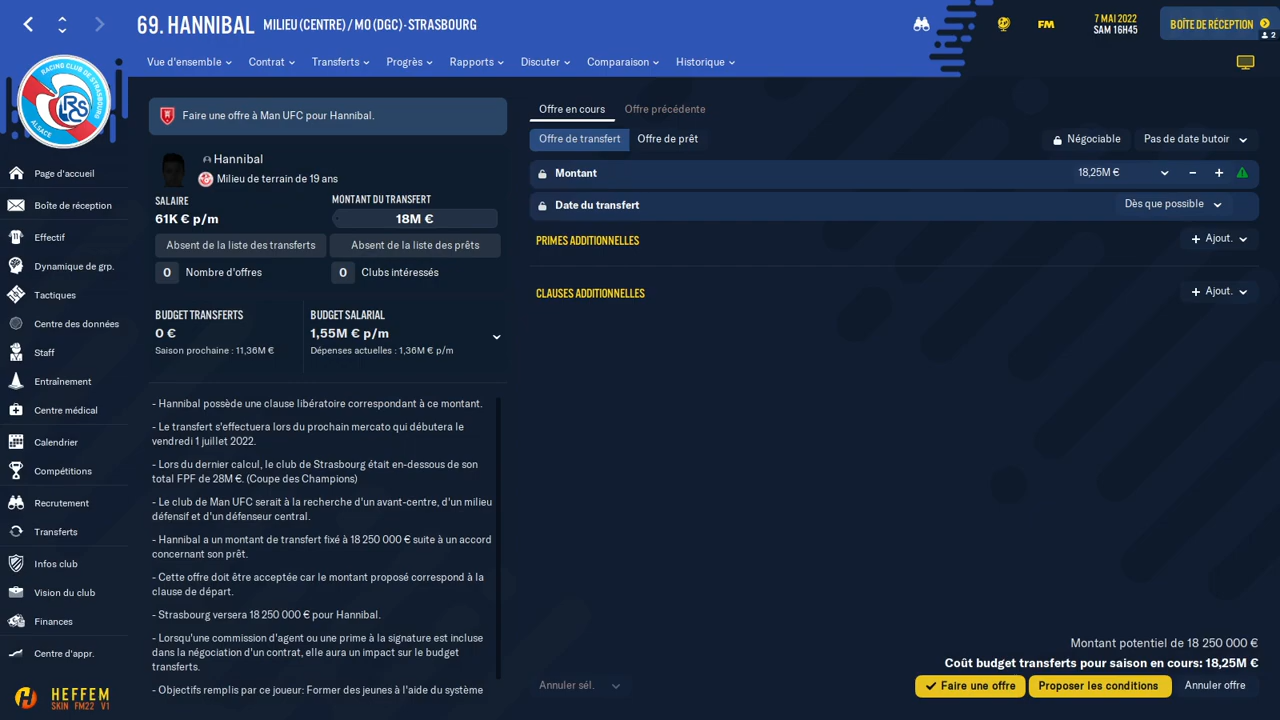 69. HANNIBAL MILIEU (CENTRE) / MO (DGC) - STRASBOURG
FM
7 MAI 2022
SAM 16H45
BOÎTE DE RÉCEPTION
2
Vue d'ensemble
Contrat
Transferts
Progrès
Rapports
Discuter
Comparaison
Historique
RACING CLUB DE STRASBOURG
RCS
ALSACE
Page d'accueil
Boîte de réception
Effectif
Dynamique de grp.
Tactiques
Centre des données
Staff
Entraînement
Centre médical
Calendrier
Compétitions
Recrutement
Transferts
Infos club
Vision du club
Finances
Centre d'appr.
HEFFEM
SKIN FM22 V1
Faire une offre à Man UFC pour Hannibal.
Hannibal
Milieu de terrain de 19 ans
SALAIRE
61K € p/m
MONTANT DU TRANSFERT
18M €
Absent de la liste des transferts
Absent de la liste des prêts
0 Nombre d'offres
0 Clubs intéressés
BUDGET TRANSFERTS
0 €
Saison prochaine : 11,36M €
BUDGET SALARIAL
1,55M € p/m
Dépenses actuelles : 1,36M € p/m
- Hannibal possède une clause libératoire correspondant à ce montant.
- Le transfert s'effectuera lors du prochain mercato qui débutera le
vendredi 1 juillet 2022.
- Lors du dernier calcul, le club de Strasbourg était en-dessous de son
total FPF de 28M €. (Coupe des Champions)
- Le club de Man UFC serait à la recherche d'un avant-centre, d'un milieu
défensif et d'un défenseur central.
- Hannibal a un montant de transfert fixé à 18 250 000 € suite à un accord
concernant son prêt.
- Cette offre doit être acceptée car le montant proposé correspond à la
clause de départ.
- Strasbourg versera 18 250 000 € pour Hannibal.
- Lorsqu'une commission d'agent ou une prime à la signature est incluse
dans la négociation d'un contrat, elle aura un impact sur le budget
transferts.
- Objectifs remplis par ce joueur: Former des jeunes à l'aide du système
Offre en cours
Offre précédente
Offre de transfert
Offre de prêt
Négociable
Pas de date butoir
Montant
18,25M €
Date du transfert
Dès que possible
PRIMES ADDITIONNELLES
Ajout.
CLAUSES ADDITIONNELLES
Ajout.
Montant potentiel de 18 250 000 €
Coût budget transferts pour saison en cours: 18,25M €
Annuler sél.
Faire une offre
Proposer les conditions
Annuler offre